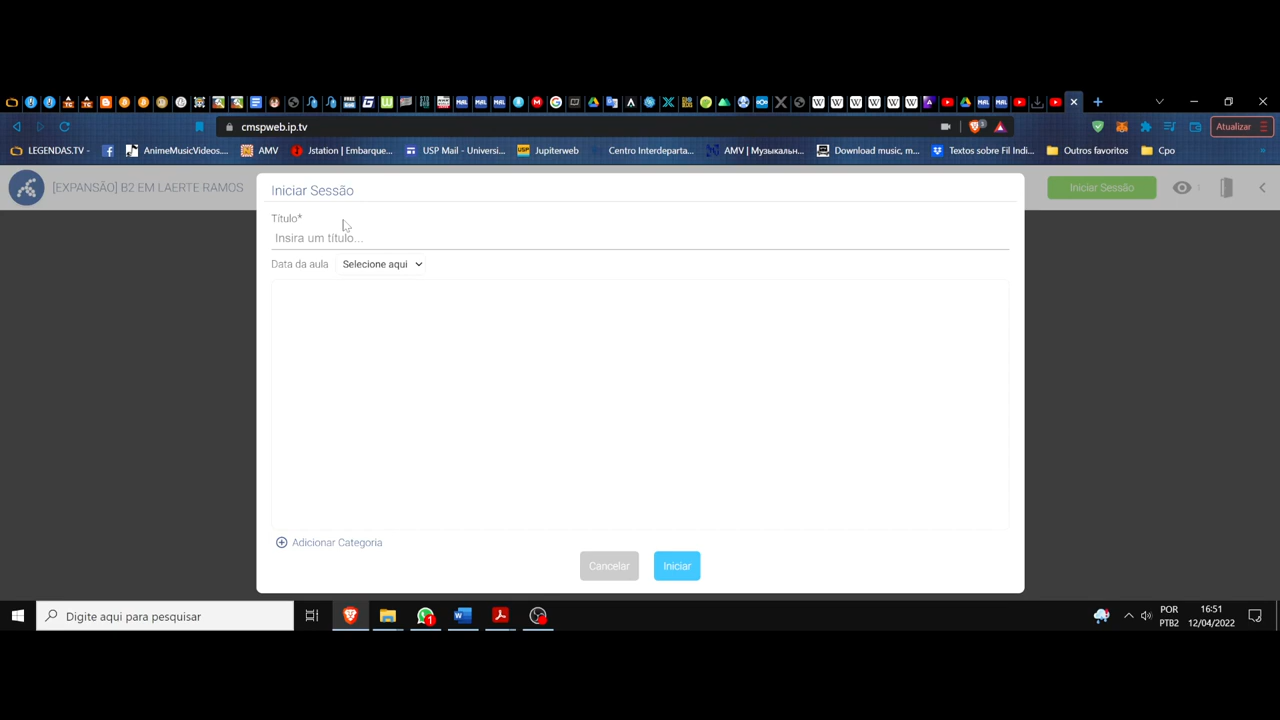 cmspweb.ip.tv
Atualizar
LEGENDAS.TV -
AnimeMusicVideos...
AMV
Jstation | Embarque...
USP Mail - Universi...
Jupiterweb
Centro Interdeparta...
AMV | Музыкальн...
Download music, m...
Textos sobre Fil Indi...
Outros favoritos
Cpo
[EXPANSÃO] B2 EM LAERTE RAMOS
Iniciar Sessão
Iniciar Sessão
Título*
Insira um título...
Data da aula
Selecione aqui
Adicionar Categoria
Cancelar
Iniciar
Digite aqui para pesquisar
1
POR
PTB2
16:51
12/04/2022